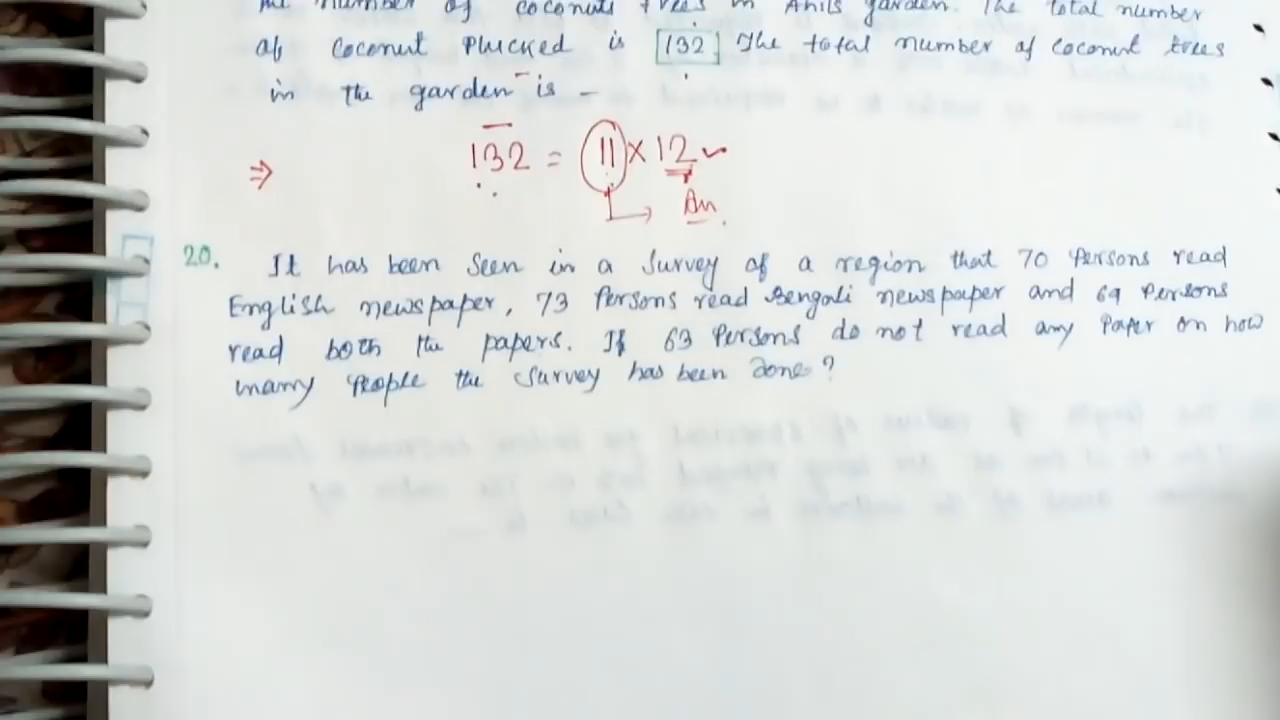 the number of coconuts trees in Anils garden. The total number
of coconut Plucked is 132 The total number of coconut trees
in the garden is -
⇒ 132 = 11 × 12 ✓
An
20. It has been Seen in a Survey of a region that 70 Persons read
English newspaper, 73 Persons read Bengali newspaper and 64 Persons
read both the papers. If 63 Persons do not read any Paper on how
many People the Survey has been done?